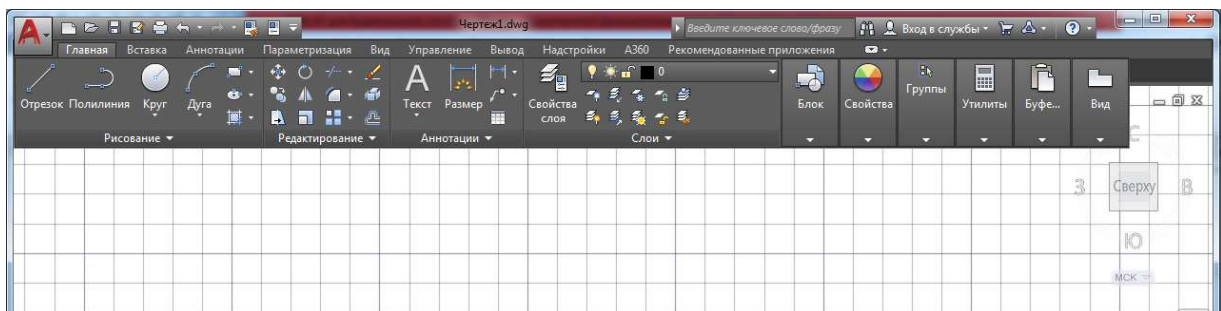 Чертеж1.dwg
Введите ключевое слово/фразу
Вход в службы
Главная Вставка Аннотации Параметризация Вид Управление Вывод Надстройки A360 Рекомендованные приложения
Отрезок Полилиния Круг Дуга
Текст Размер
Свойства слоя
0
Блок Свойства Группы Утилиты Буфе... Вид
Рисование Редактирование Аннотации Слои
З Сверху В
Ю
МСК